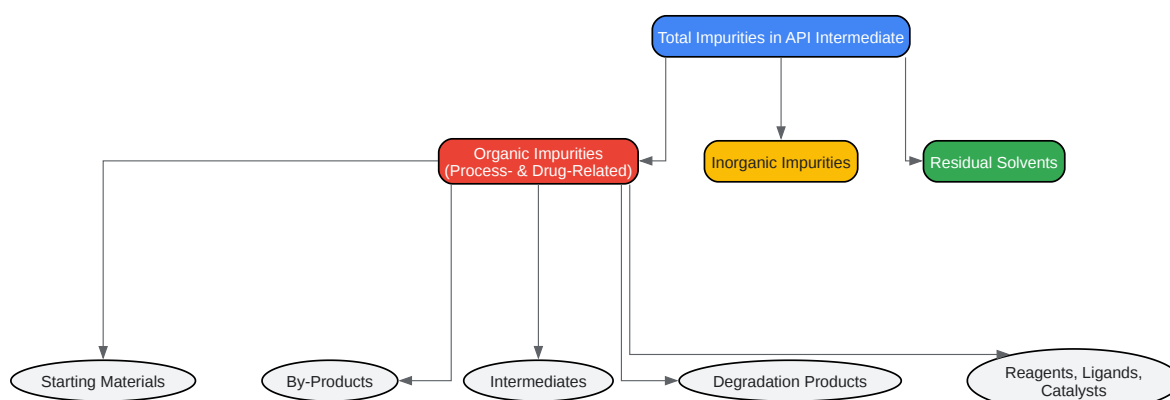 Total Impurities in API Intermediate
Organic Impurities
(Process- & Drug-Related)
Inorganic Impurities
Residual Solvents
Starting Materials
By-Products
Intermediates
Degradation Products
Reagents, Ligands,
Catalysts